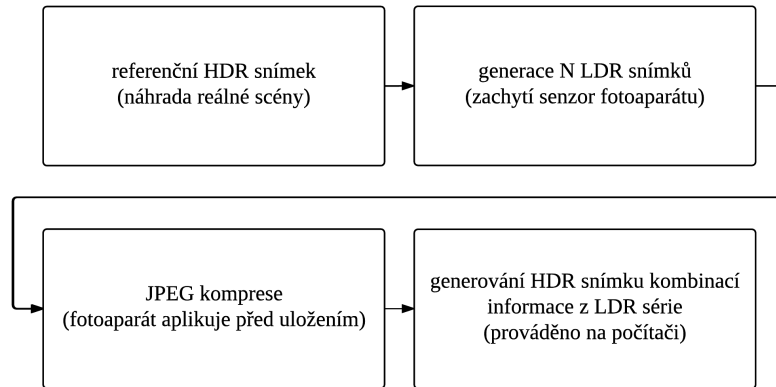 referenční HDR snímek
(náhrada reálné scény)
generace N LDR snímků
(zachytí senzor fotoaparátu)
JPEG komprese
(fotoaparát aplikuje před uložením)
generování HDR snímku kombinací
informace z LDR série
(prováděno na počítači)